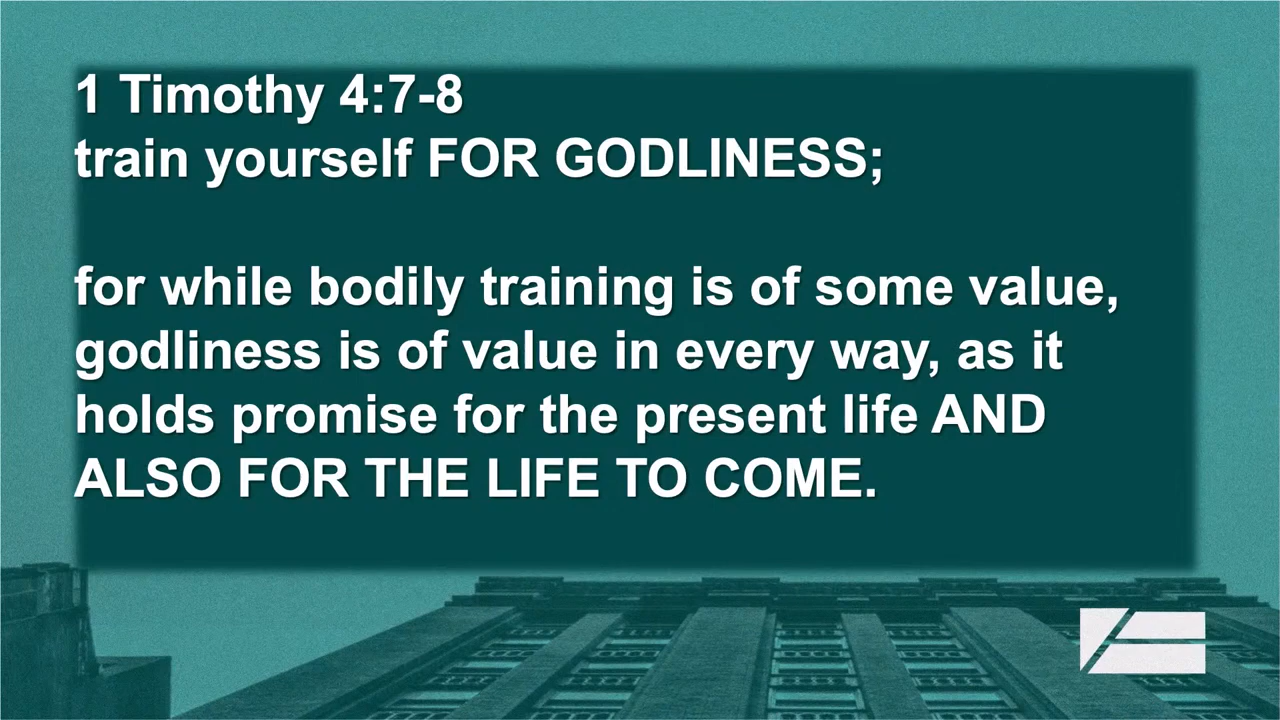 1 Timothy 4:7-8
train yourself FOR GODLINESS;
for while bodily training is of some value,
godliness is of value in every way, as it
holds promise for the present life AND
ALSO FOR THE LIFE TO COME.